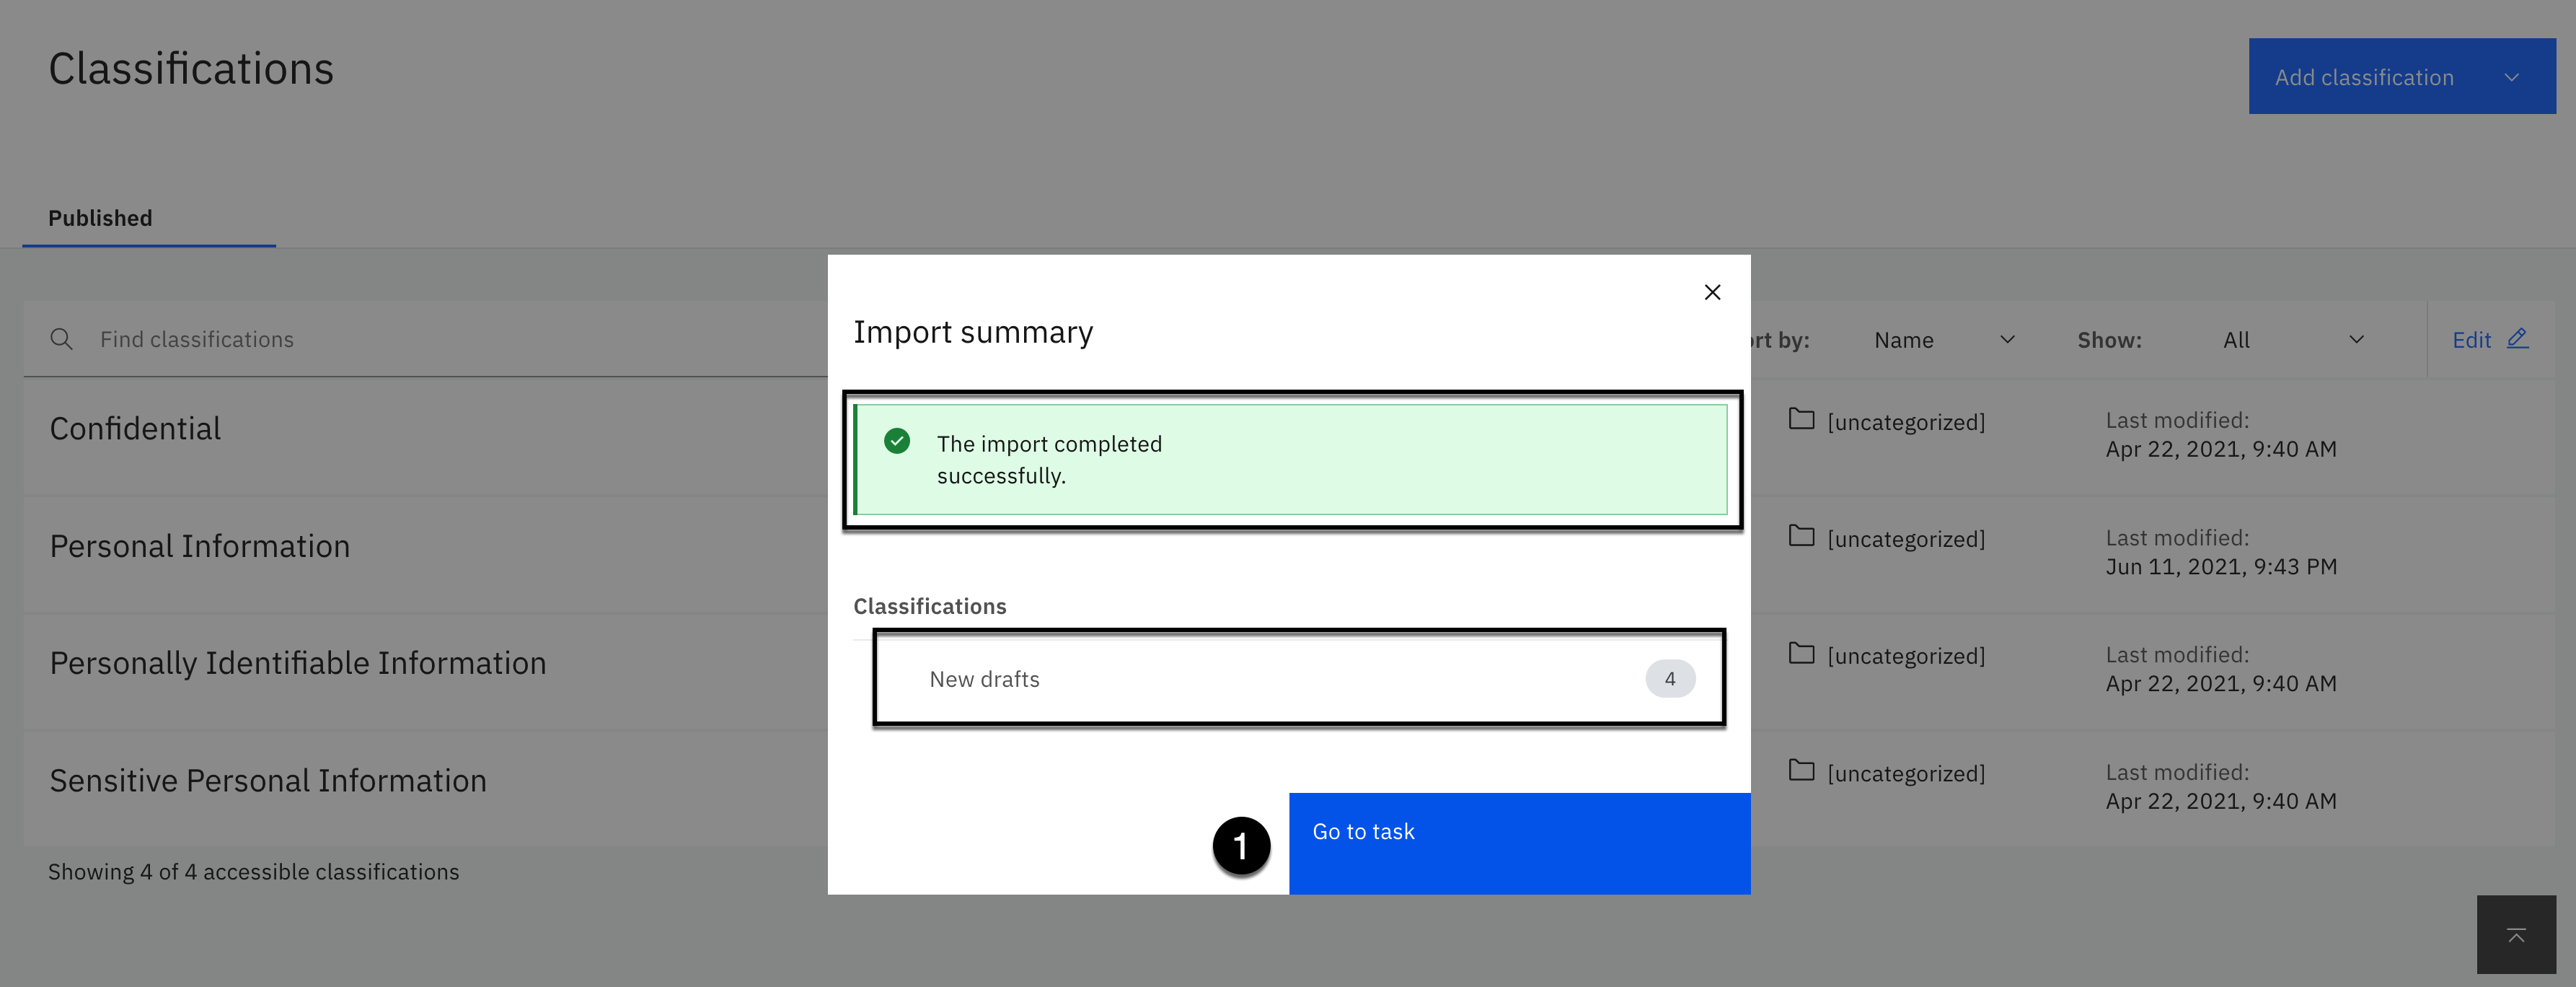 Classifications
Add classification
Published
Find classifications
ort by:
Name
Show:
All
Edit
Confidential
[uncategorized]
Last modified:
Apr 22, 2021, 9:40 AM
Personal Information
[uncategorized]
Last modified:
Jun 11, 2021, 9:43 PM
Personally Identifiable Information
[uncategorized]
Last modified:
Apr 22, 2021, 9:40 AM
Sensitive Personal Information
[uncategorized]
Last modified:
Apr 22, 2021, 9:40 AM
Showing 4 of 4 accessible classifications
Import summary
The import completed
successfully.
Classifications
New drafts
4
1
Go to task